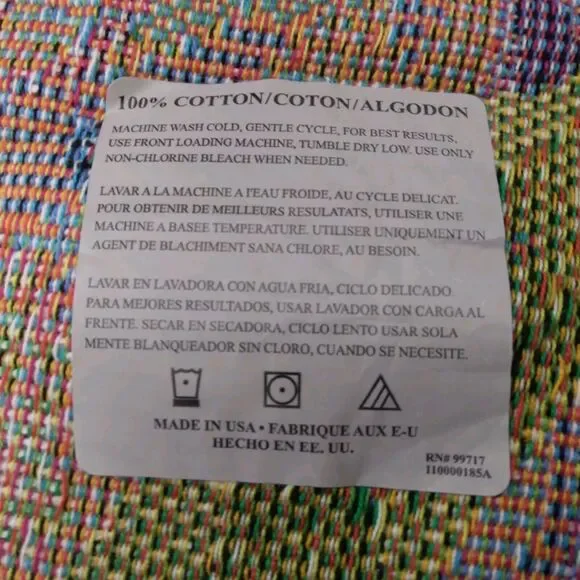 100% COTTON/COTON/ALGODON
MACHINE WASH COLD, GENTLE CYCLE, FOR BEST RESULTS,
USE FRONT LOADING MACHINE, TUMBLE DRY LOW. USE ONLY
NON-CHLORINE BLEACH WHEN NEEDED.
LAVAR A LA MACHINE A I'EAU FROIDE, AU CYCLE DELICAT.
POUR OBTENIR DE MEILLEURS RESULATATS, UTILISER UNE
MACHINE A BASEE TEMPERATURE. UTILISER UNIQUEMENT UN
AGENT DE BLACHIMENT SANA CHLORE, AU BESOIN.
LAVAR EN LAVADORA CON AGUA FRIA, CICLO DELICADO
PARA MEJORES RESULTADOS, USAR LAVADOR CON CARGA AL
FRENTE. SECAR EN SECADORA, CICLO LENTO USAR SOLA
MENTE BLANQUEADOR SIN CLORO, CUANDO SE NECESITE.
MADE IN USA • FABRIQUE AUX E-U
HECHO EN EE. UU.
RN# 99717
110000185A